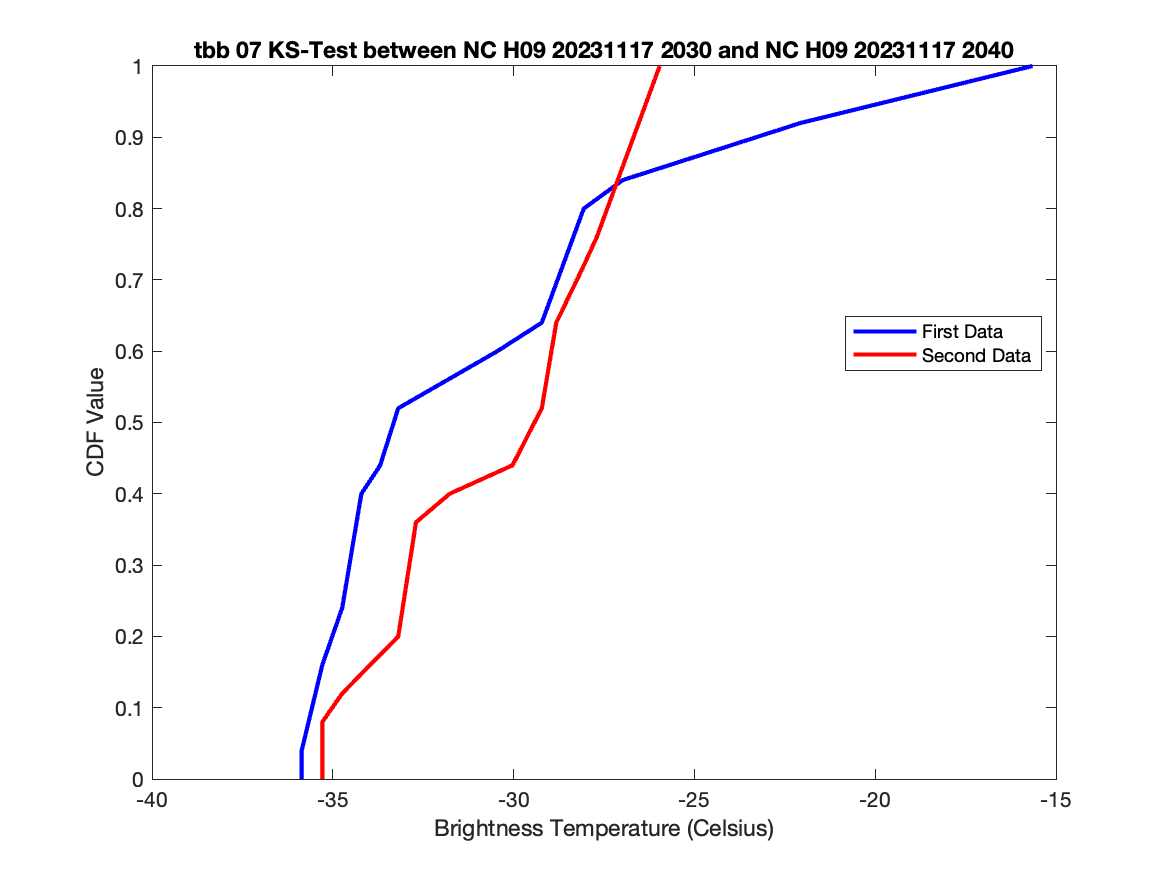 tbb 07 KS-Test between NC H09 20231117 2030 and NC H09 20231117 2040
1
0.9
0.8
0.7
0.6
0.5
0.4
0.3
0.2
0.1
0
CDF Value
First Data
Second Data
-40 -35 -30 -25 -20 -15
Brightness Temperature (Celsius)